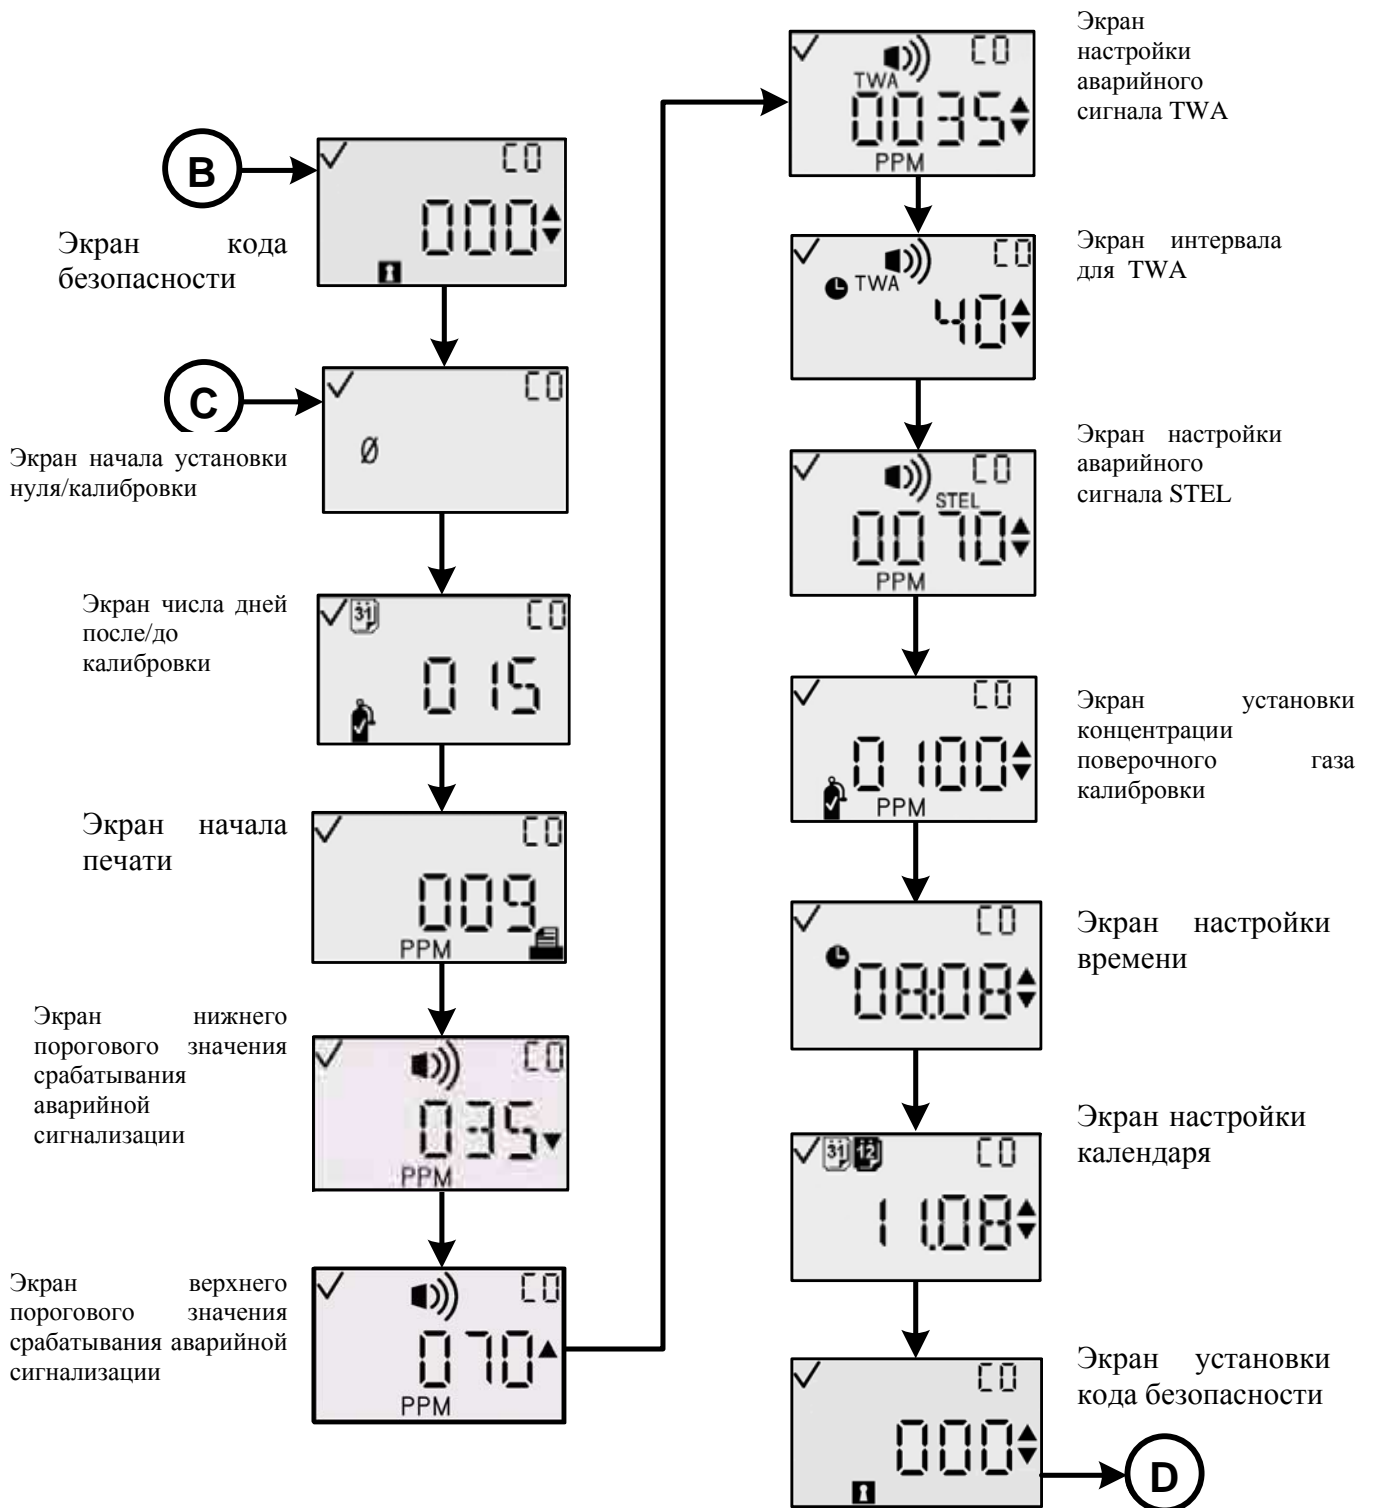 B
CO
000
Экран кода
безопасности
C
CO
Ø
Экран начала установки
нуля/калибровки
Экран числа дней
после/до
калибровки
31
CO
015
Экран начала
печати
CO
009
PPM
Экран нижнего
порогового значения
срабатывания
аварийной
сигнализации
CO
035
PPM
Экран верхнего
порогового значения
срабатывания аварийной
сигнализации
CO
070
PPM
CO
TWA
0035
PPM
Экран
настройки
аварийного
сигнала TWA
CO
TWA
40
Экран интервала
для TWA
CO
STEL
0070
PPM
Экран настройки
аварийного
сигнала STEL
CO
0100
PPM
Экран установки
концентрации
поверочного газа
калибровки
CO
08:08
Экран настройки
времени
31 12 CO
11.08
Экран настройки
календаря
CO
000
Экран установки
кода безопасности
D